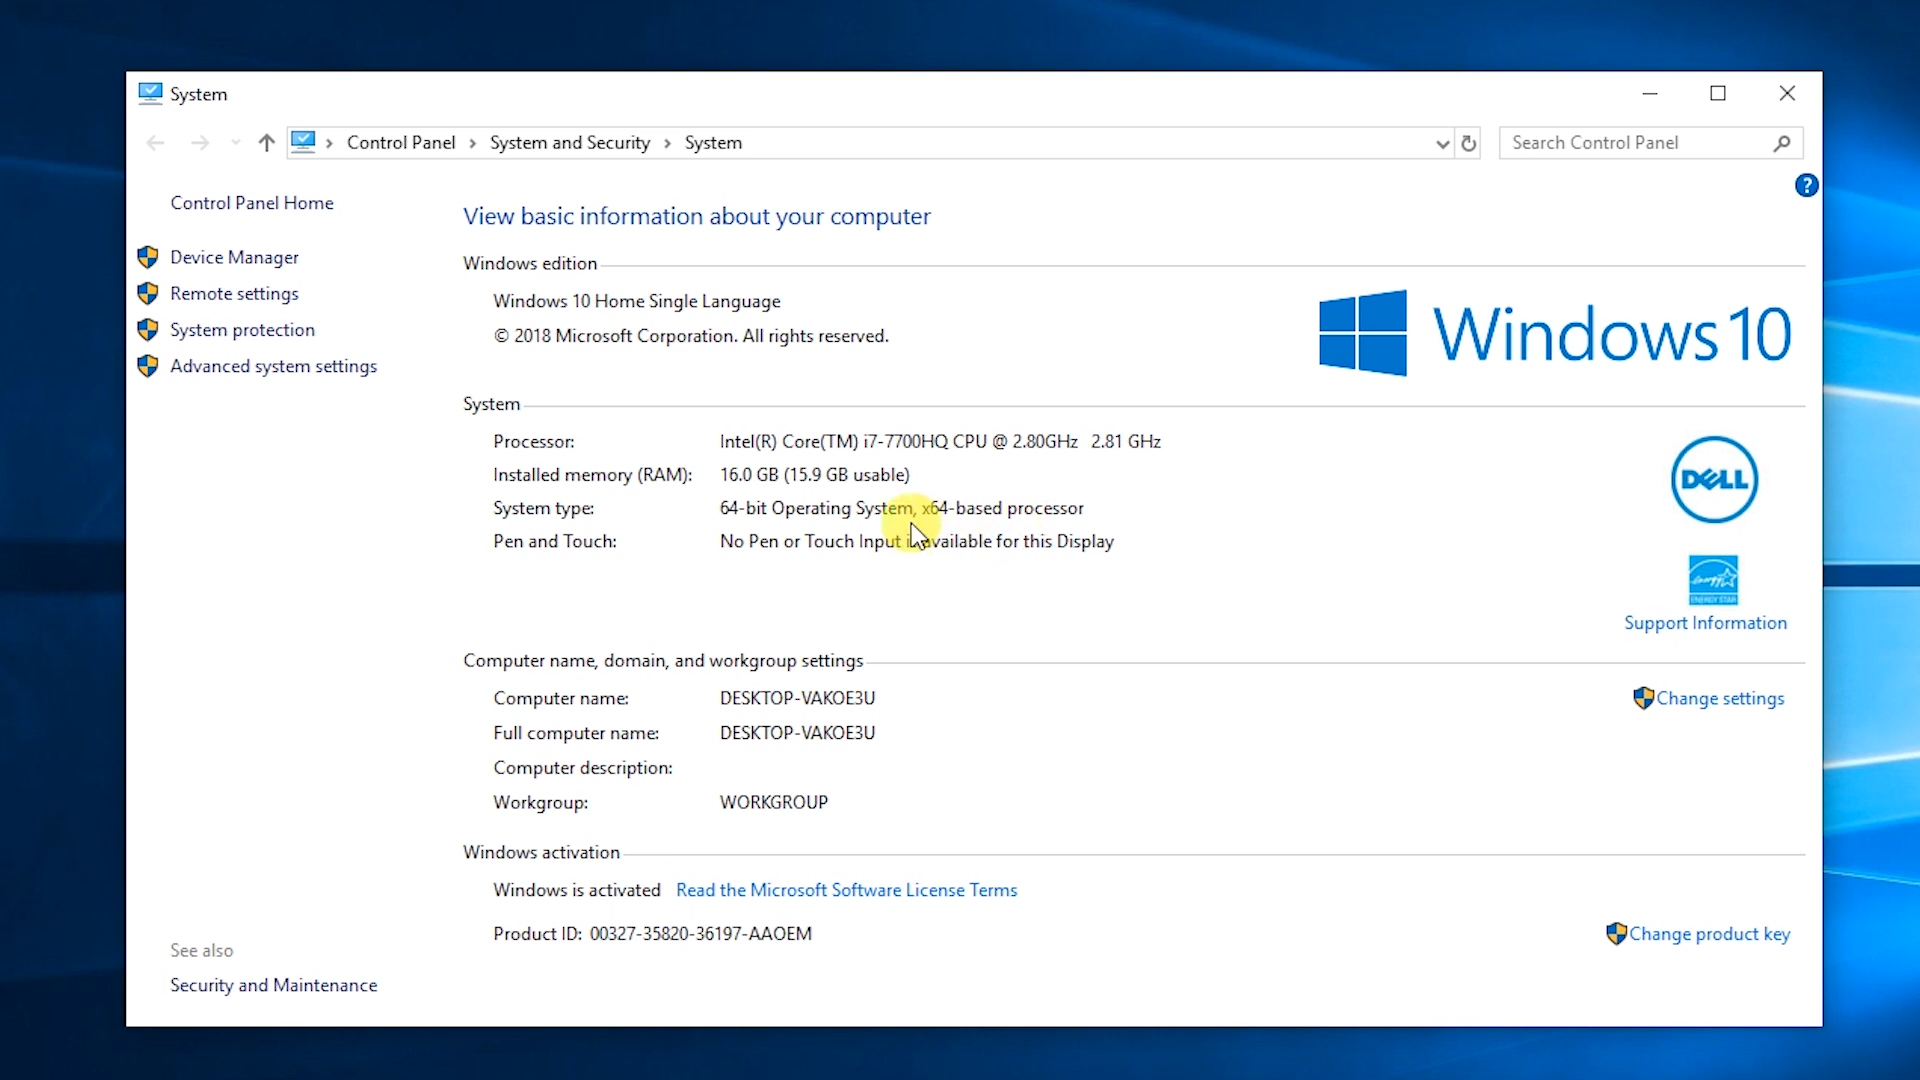 System
Control Panel > System and Security > System
Search Control Panel
?
Control Panel Home
Device Manager
Remote settings
System protection
Advanced system settings
See also
Security and Maintenance
View basic information about your computer
Windows edition
Windows 10 Home Single Language
© 2018 Microsoft Corporation. All rights reserved.
Windows 10
System
Processor: Intel(R) Core(TM) i7-7700HQ CPU @ 2.80GHz 2.81 GHz
Installed memory (RAM): 16.0 GB (15.9 GB usable)
System type: 64-bit Operating System, x64-based processor
Pen and Touch: No Pen or Touch Input is available for this Display
DELL
energy
ENERGY STAR
Support Information
Computer name, domain, and workgroup settings
Computer name: DESKTOP-VAKOE3U
Change settings
Full computer name: DESKTOP-VAKOE3U
Computer description:
Workgroup: WORKGROUP
Windows activation
Windows is activated Read the Microsoft Software License Terms
Product ID: 00327-35820-36197-AAOEM
Change product key